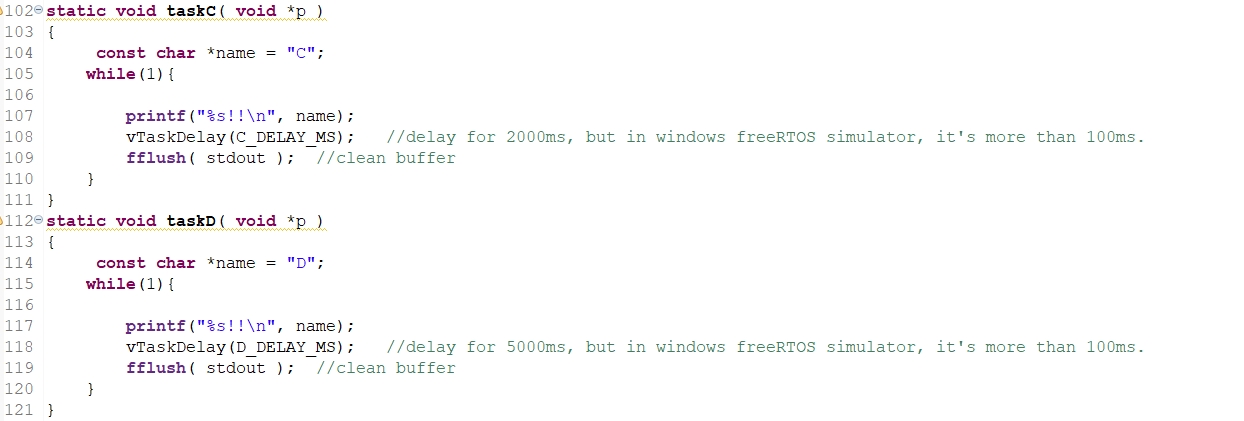 102 static void taskC( void *p )
103 {
104 const char *name = "C";
105 while(1){
106
107 printf("%s!!\n", name);
108 vTaskDelay(C_DELAY_MS); //delay for 2000ms, but in windows freeRTOS simulator, it's more than 100ms.
109 fflush( stdout ); //clean buffer
110 }
111 }
112 static void taskD( void *p )
113 {
114 const char *name = "D";
115 while(1){
116
117 printf("%s!!\n", name);
118 vTaskDelay(D_DELAY_MS); //delay for 5000ms, but in windows freeRTOS simulator, it's more than 100ms.
119 fflush( stdout ); //clean buffer
120 }
121 }